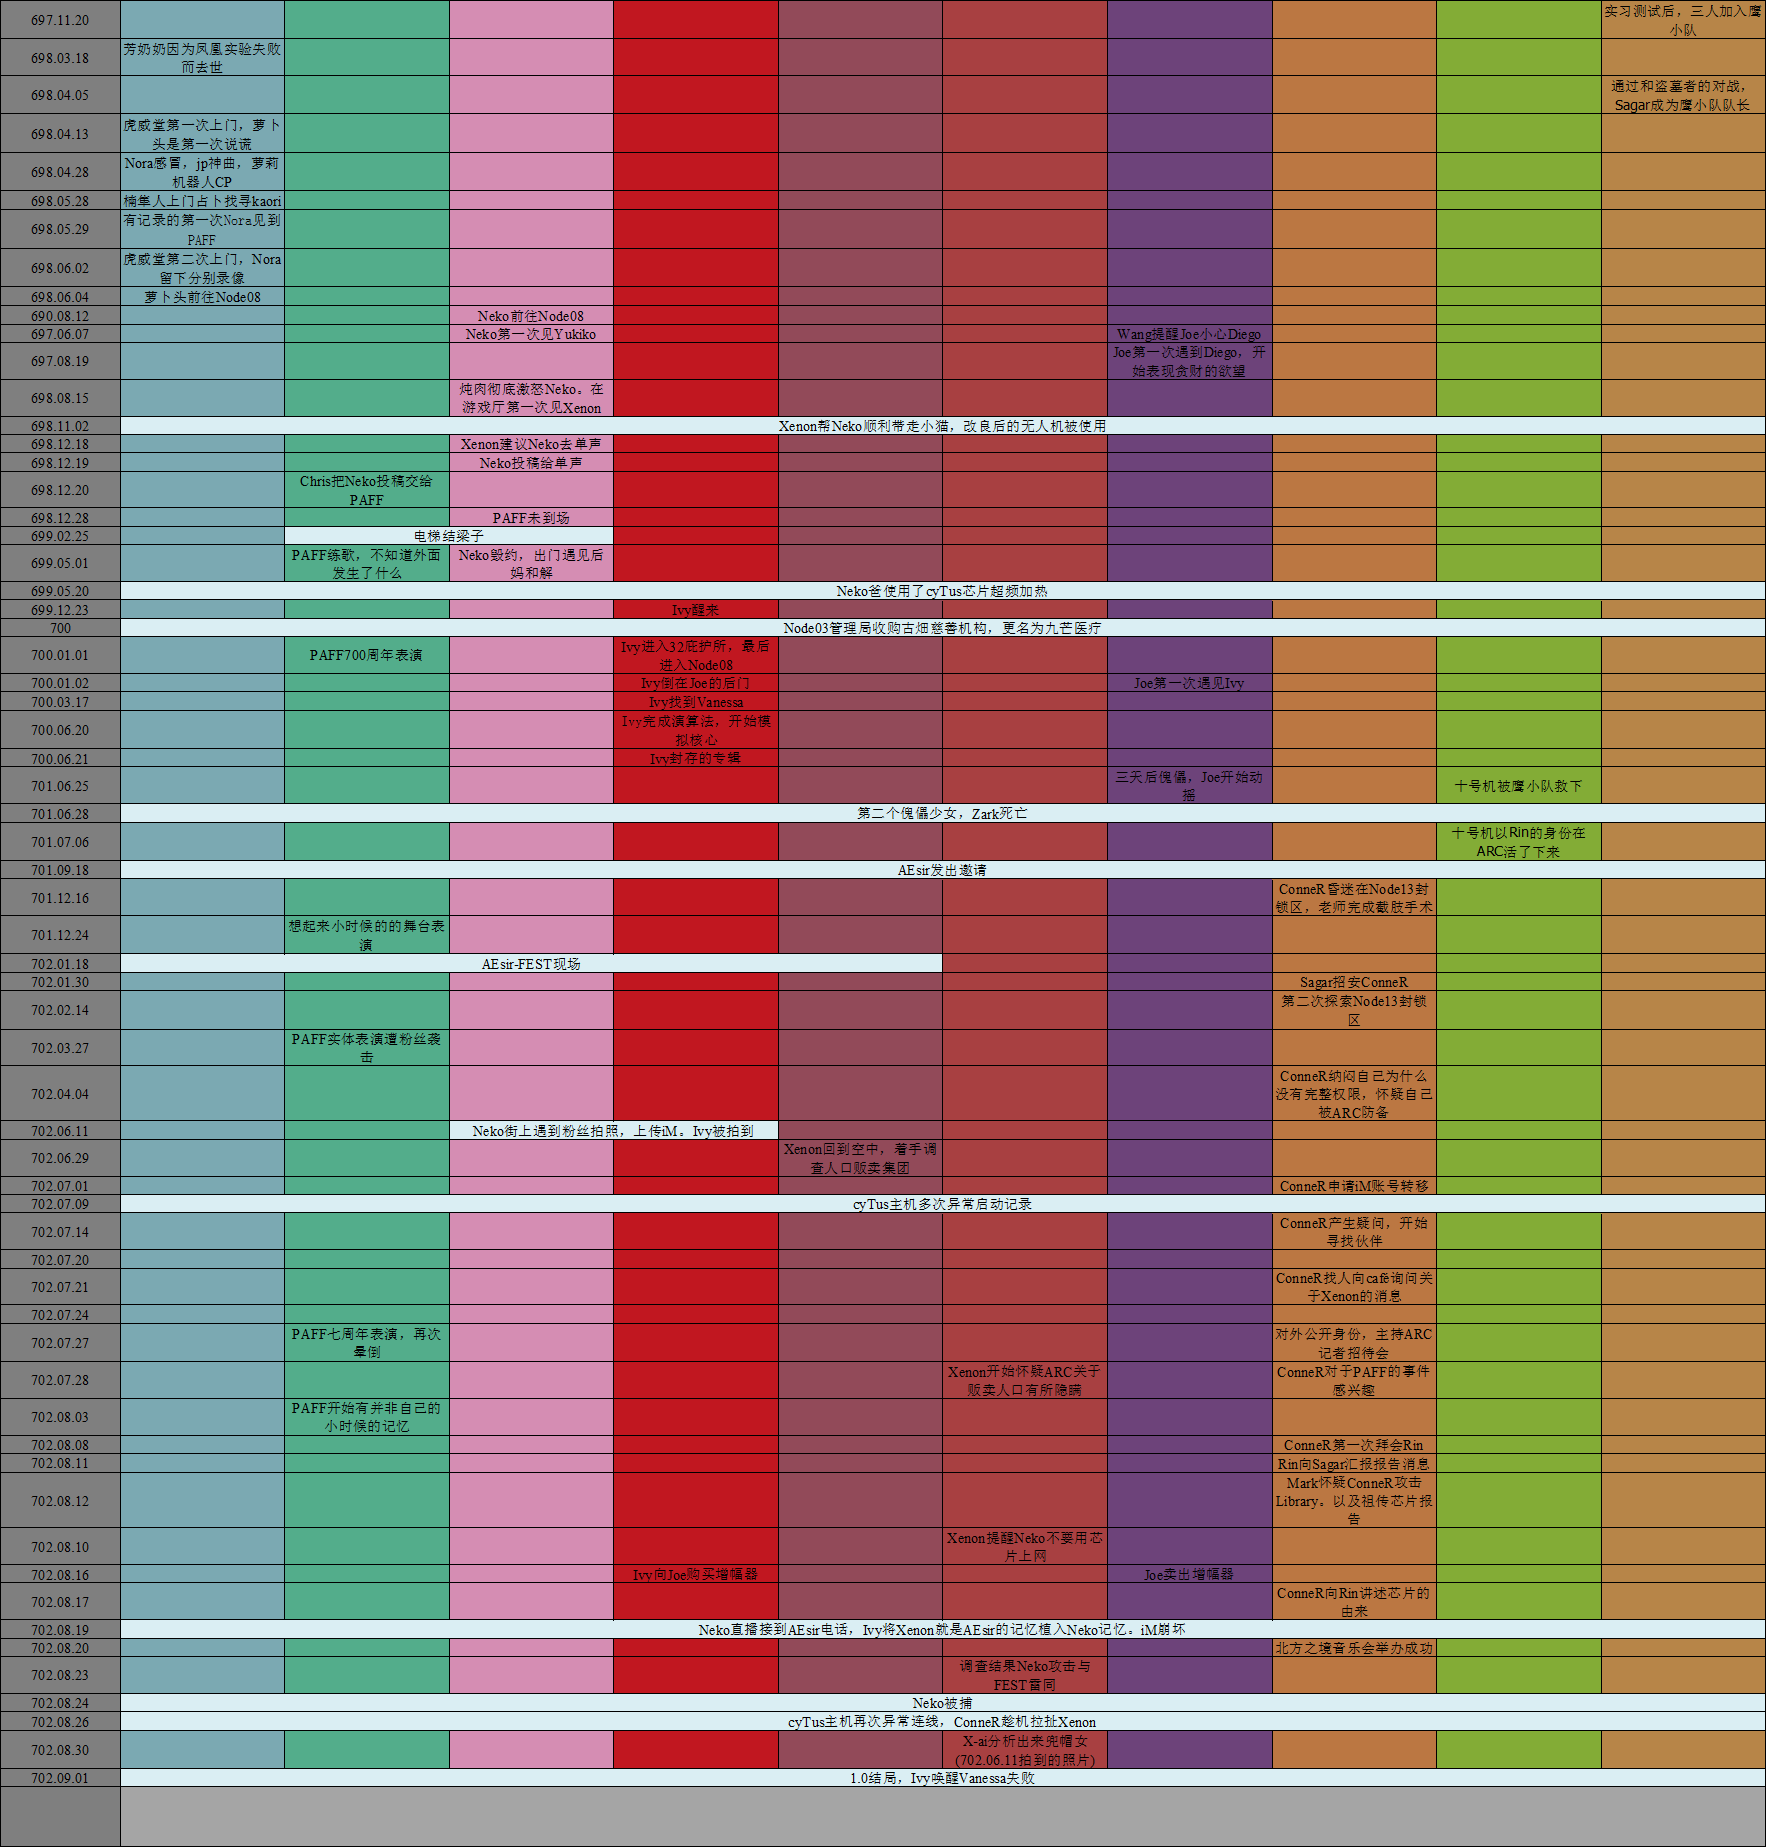 697.11.20
实习测试后，三人加入鹰
小队
698.03.18
芳奶奶因为凤凰实验失败
而去世
698.04.05
通过和盗墓者的对战，
Sagar成为鹰小队队长
698.04.13
虎威堂第一次上门，萝卜
头是第一次说谎
698.04.28
Nora感冒，jp神曲，萝莉
机器人CP
698.05.28
楠隼人上门占卜找寻kaori
698.05.29
有记录的第一次Nora见到
PAFF
698.06.02
虎威堂第二次上门，Nora
留下分别录像
698.06.04
萝卜头前往Node08
690.08.12
Neko前往Node08
697.06.07
Neko第一次见Yukiko
Wang提醒Joe小心Diego
697.08.19
Joe第一次遇到Diego，开
始表现贪财的欲望
698.08.15
炖肉彻底激怒Neko。在
游戏厅第一次见Xenon
698.11.02
Xenon帮Neko顺利带走小猫，改良后的无人机被使用
698.12.18
Xenon建议Neko去单声
698.12.19
Neko投稿给单声
698.12.20
Chris把Neko投稿交给
PAFF
698.12.28
PAFF未到场
699.02.25
电梯结梁子
699.05.01
PAFF练歌，不知道外面
发生了什么
Neko毁约，出门遇见后
妈和解
699.05.20
Neko爸使用了cyTus芯片超频加热
699.12.23
Ivy醒来
700
Node03管理局收购古畑慈善机构，更名为九芒医疗
700.01.01
PAFF700周年表演
Ivy进入32庇护所，最后
进入Node08
700.01.02
Ivy倒在Joe的后门
Joe第一次遇见Ivy
700.03.17
Ivy找到Vanessa
700.06.20
Ivy完成演算法，开始模
拟核心
700.06.21
Ivy封存的专辑
701.06.25
三天后傀儡，Joe开始动
摇
十号机被鹰小队救下
701.06.28
第二个傀儡少女，Zark死亡
701.07.06
十号机以Rin的身份在
ARC活了下来
701.09.18
AEsir发出邀请
701.12.16
ConneR昏迷在Node13封
锁区，老师完成截肢手术
701.12.24
想起来小时候的的舞台表
演
702.01.18
AEsir-FEST现场
702.01.30
Sagar招安ConneR
702.02.14
第二次探索Node13封锁
区
702.03.27
PAFF实体表演遭粉丝袭
击
702.04.04
ConneR纳闷自己为什么
没有完整权限，怀疑自己
被ARC防备
702.06.11
Neko街上遇到粉丝拍照，上传iM。Ivy被拍到
702.06.29
Xenon回到空中，着手调
查人口贩卖集团
702.07.01
ConneR申请iM账号转移
702.07.09
cyTus主机多次异常启动记录
702.07.14
ConneR产生疑问，开始
寻找伙伴
702.07.20
702.07.21
ConneR找人向café询问关
于Xenon的消息
702.07.24
702.07.27
PAFF七周年表演，再次
晕倒
对外公开身份，主持ARC
记者招待会
702.07.28
Xenon开始怀疑ARC关于
贩卖人口有所隐瞒
ConneR对于PAFF的事件
感兴趣
702.08.03
PAFF开始有并非自己的
小时候的记忆
702.08.08
ConneR第一次拜会Rin
702.08.11
Rin向Sagar汇报报告消息
702.08.12
Mark怀疑ConneR攻击
Library。以及祖传芯片报
告
702.08.10
Xenon提醒Neko不要用芯
片上网
702.08.16
Ivy向Joe购买增幅器
Joe卖出增幅器
702.08.17
ConneR向Rin讲述芯片的
由来
702.08.19
Neko直播接到AEsir电话，Ivy将Xenon就是AEsir的记忆植入Neko记忆。iM崩坏
702.08.20
北方之境音乐会举办成功
702.08.23
调查结果Neko攻击与
FEST雷同
702.08.24
Neko被捕
702.08.26
cyTus主机再次异常连线，ConneR趁机拉扯Xenon
702.08.30
X-ai分析出来兜帽女
(702.06.11拍到的照片)
702.09.01
1.0结局，Ivy唤醒Vanessa失败